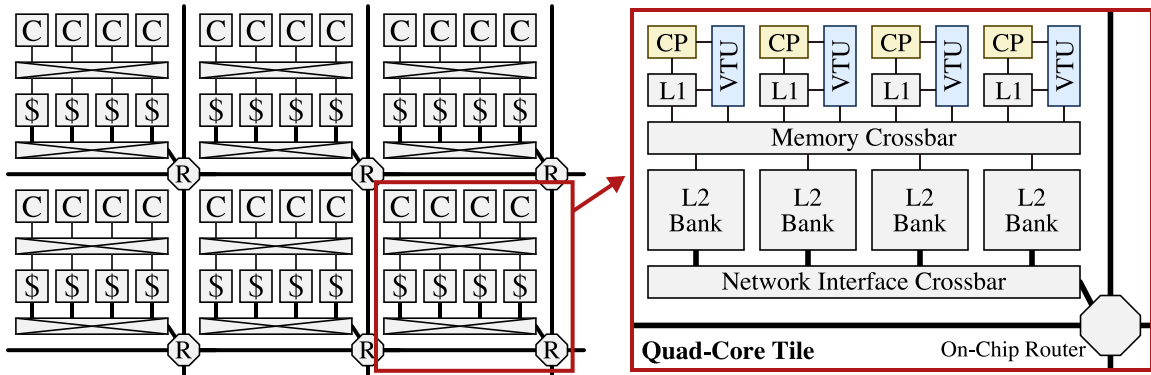 C C C C C C C C C C C C
$ $ $ $ $ $ $ $ $ $ $ $
R R R
C C C C C C C C C C C C
$ $ $ $ $ $ $ $ $ $ $ $
R R R
CP VTU CP VTU CP VTU CP VTU
L1 L1 L1 L1
Memory Crossbar
L2 L2 L2 L2
Bank Bank Bank Bank
Network Interface Crossbar
Quad-Core Tile On-Chip Router